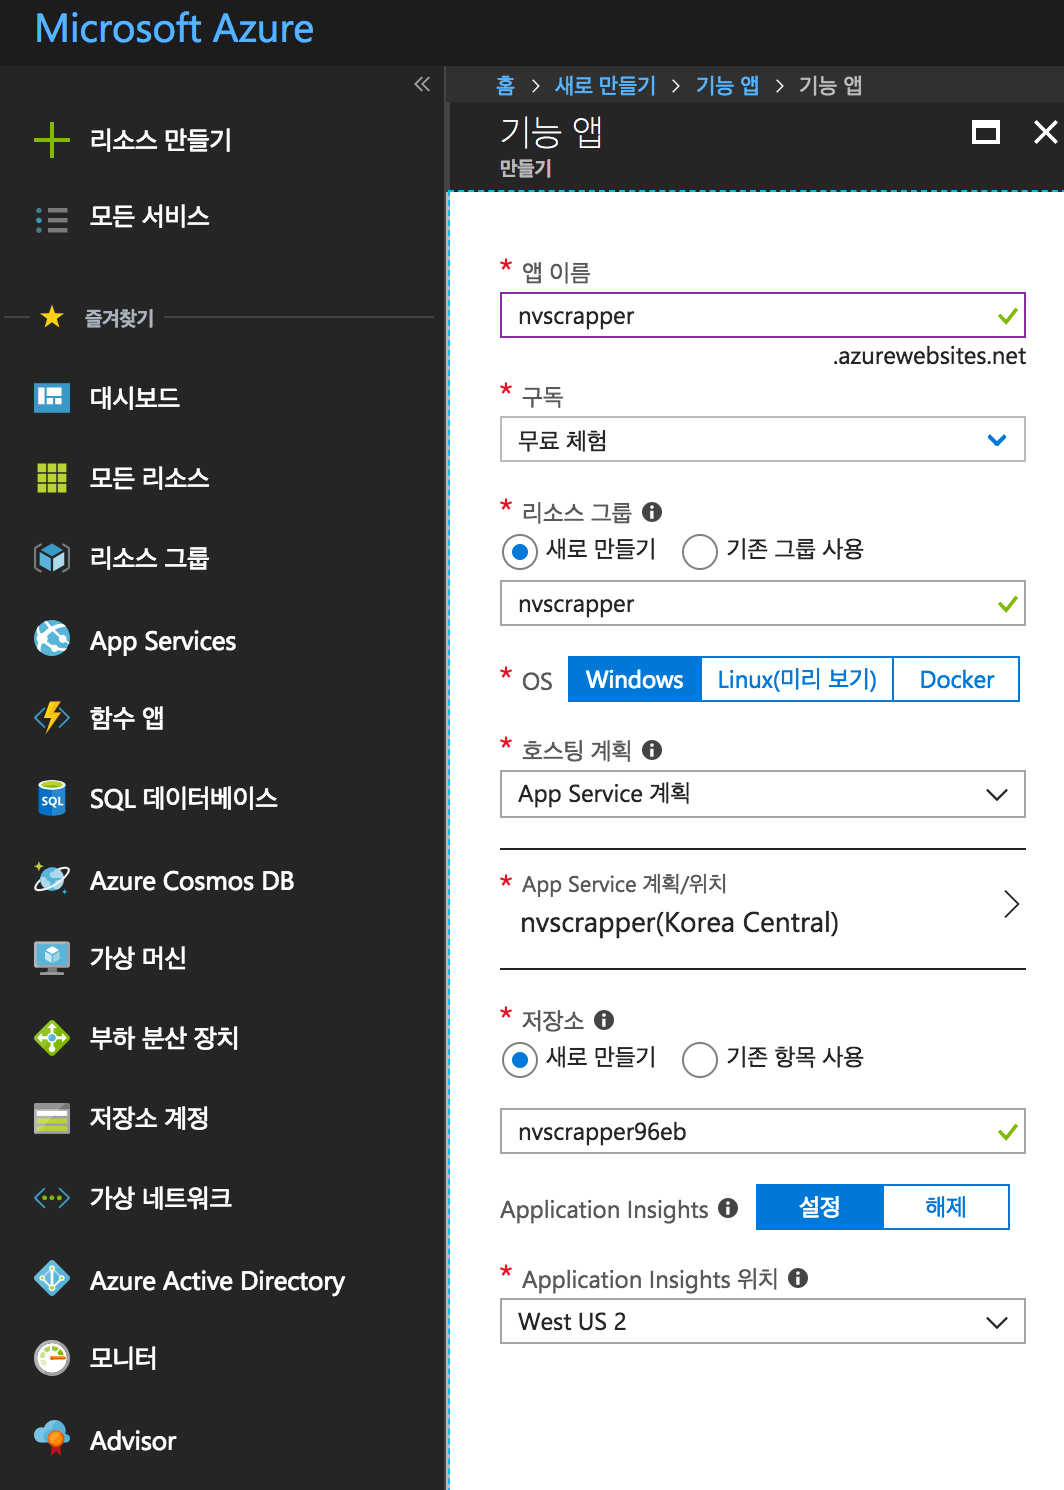 Microsoft Azure
리소스 만들기
모든 서비스
즐겨찾기
대시보드
모든 리소스
리소스 그룹
App Services
함수 앱
SQL 데이터베이스
Azure Cosmos DB
가상 머신
부하 분산 장치
저장소 계정
가상 네트워크
Azure Active Directory
모니터
Advisor
홈 > 새로 만들기 > 기능 앱 > 기능 앱
기능 앱
만들기
* 앱 이름
nvscrapper
.azurewebsites.net
* 구독
무료 체험
* 리소스 그룹
새로 만들기 기존 그룹 사용
nvscrapper
* OS Windows Linux(미리 보기) Docker
* 호스팅 계획
App Service 계획
* App Service 계획/위치
nvscrapper(Korea Central)
* 저장소
새로 만들기 기존 항목 사용
nvscrapper96eb
Application Insights 설정 해제
* Application Insights 위치
West US 2